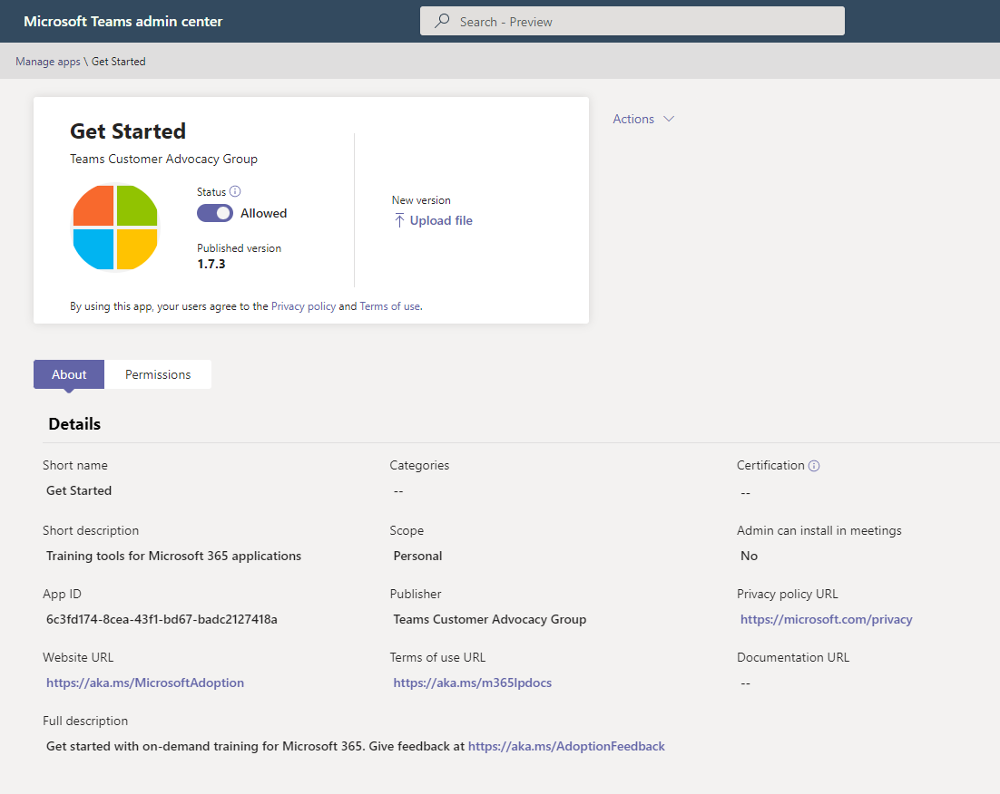 Microsoft Teams admin center
Search - Preview
Manage apps \ Get Started
Get Started
Teams Customer Advocacy Group
Status
Allowed
Published version
1.7.3
New version
Upload file
By using this app, your users agree to the Privacy policy and Terms of use.
Actions
About
Permissions
Details
Short name
Get Started
Categories
--
Certification
--
Short description
Training tools for Microsoft 365 applications
Scope
Personal
Admin can install in meetings
No
App ID
6c3fd174-8cea-43f1-bd67-badc2127418a
Publisher
Teams Customer Advocacy Group
Privacy policy URL
https://microsoft.com/privacy
Website URL
https://aka.ms/MicrosoftAdoption
Terms of use URL
https://aka.ms/m365lpdocs
Documentation URL
--
Full description
Get started with on-demand training for Microsoft 365. Give feedback at https://aka.ms/AdoptionFeedback